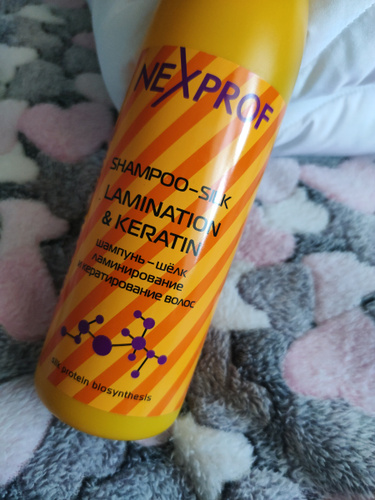 NEXPROF
SHAMPOO-SILK
LAMINATION
& KERATIN
шампунь-шёлк
ламинирование
и кератирование волос
silk protein biosynthesis